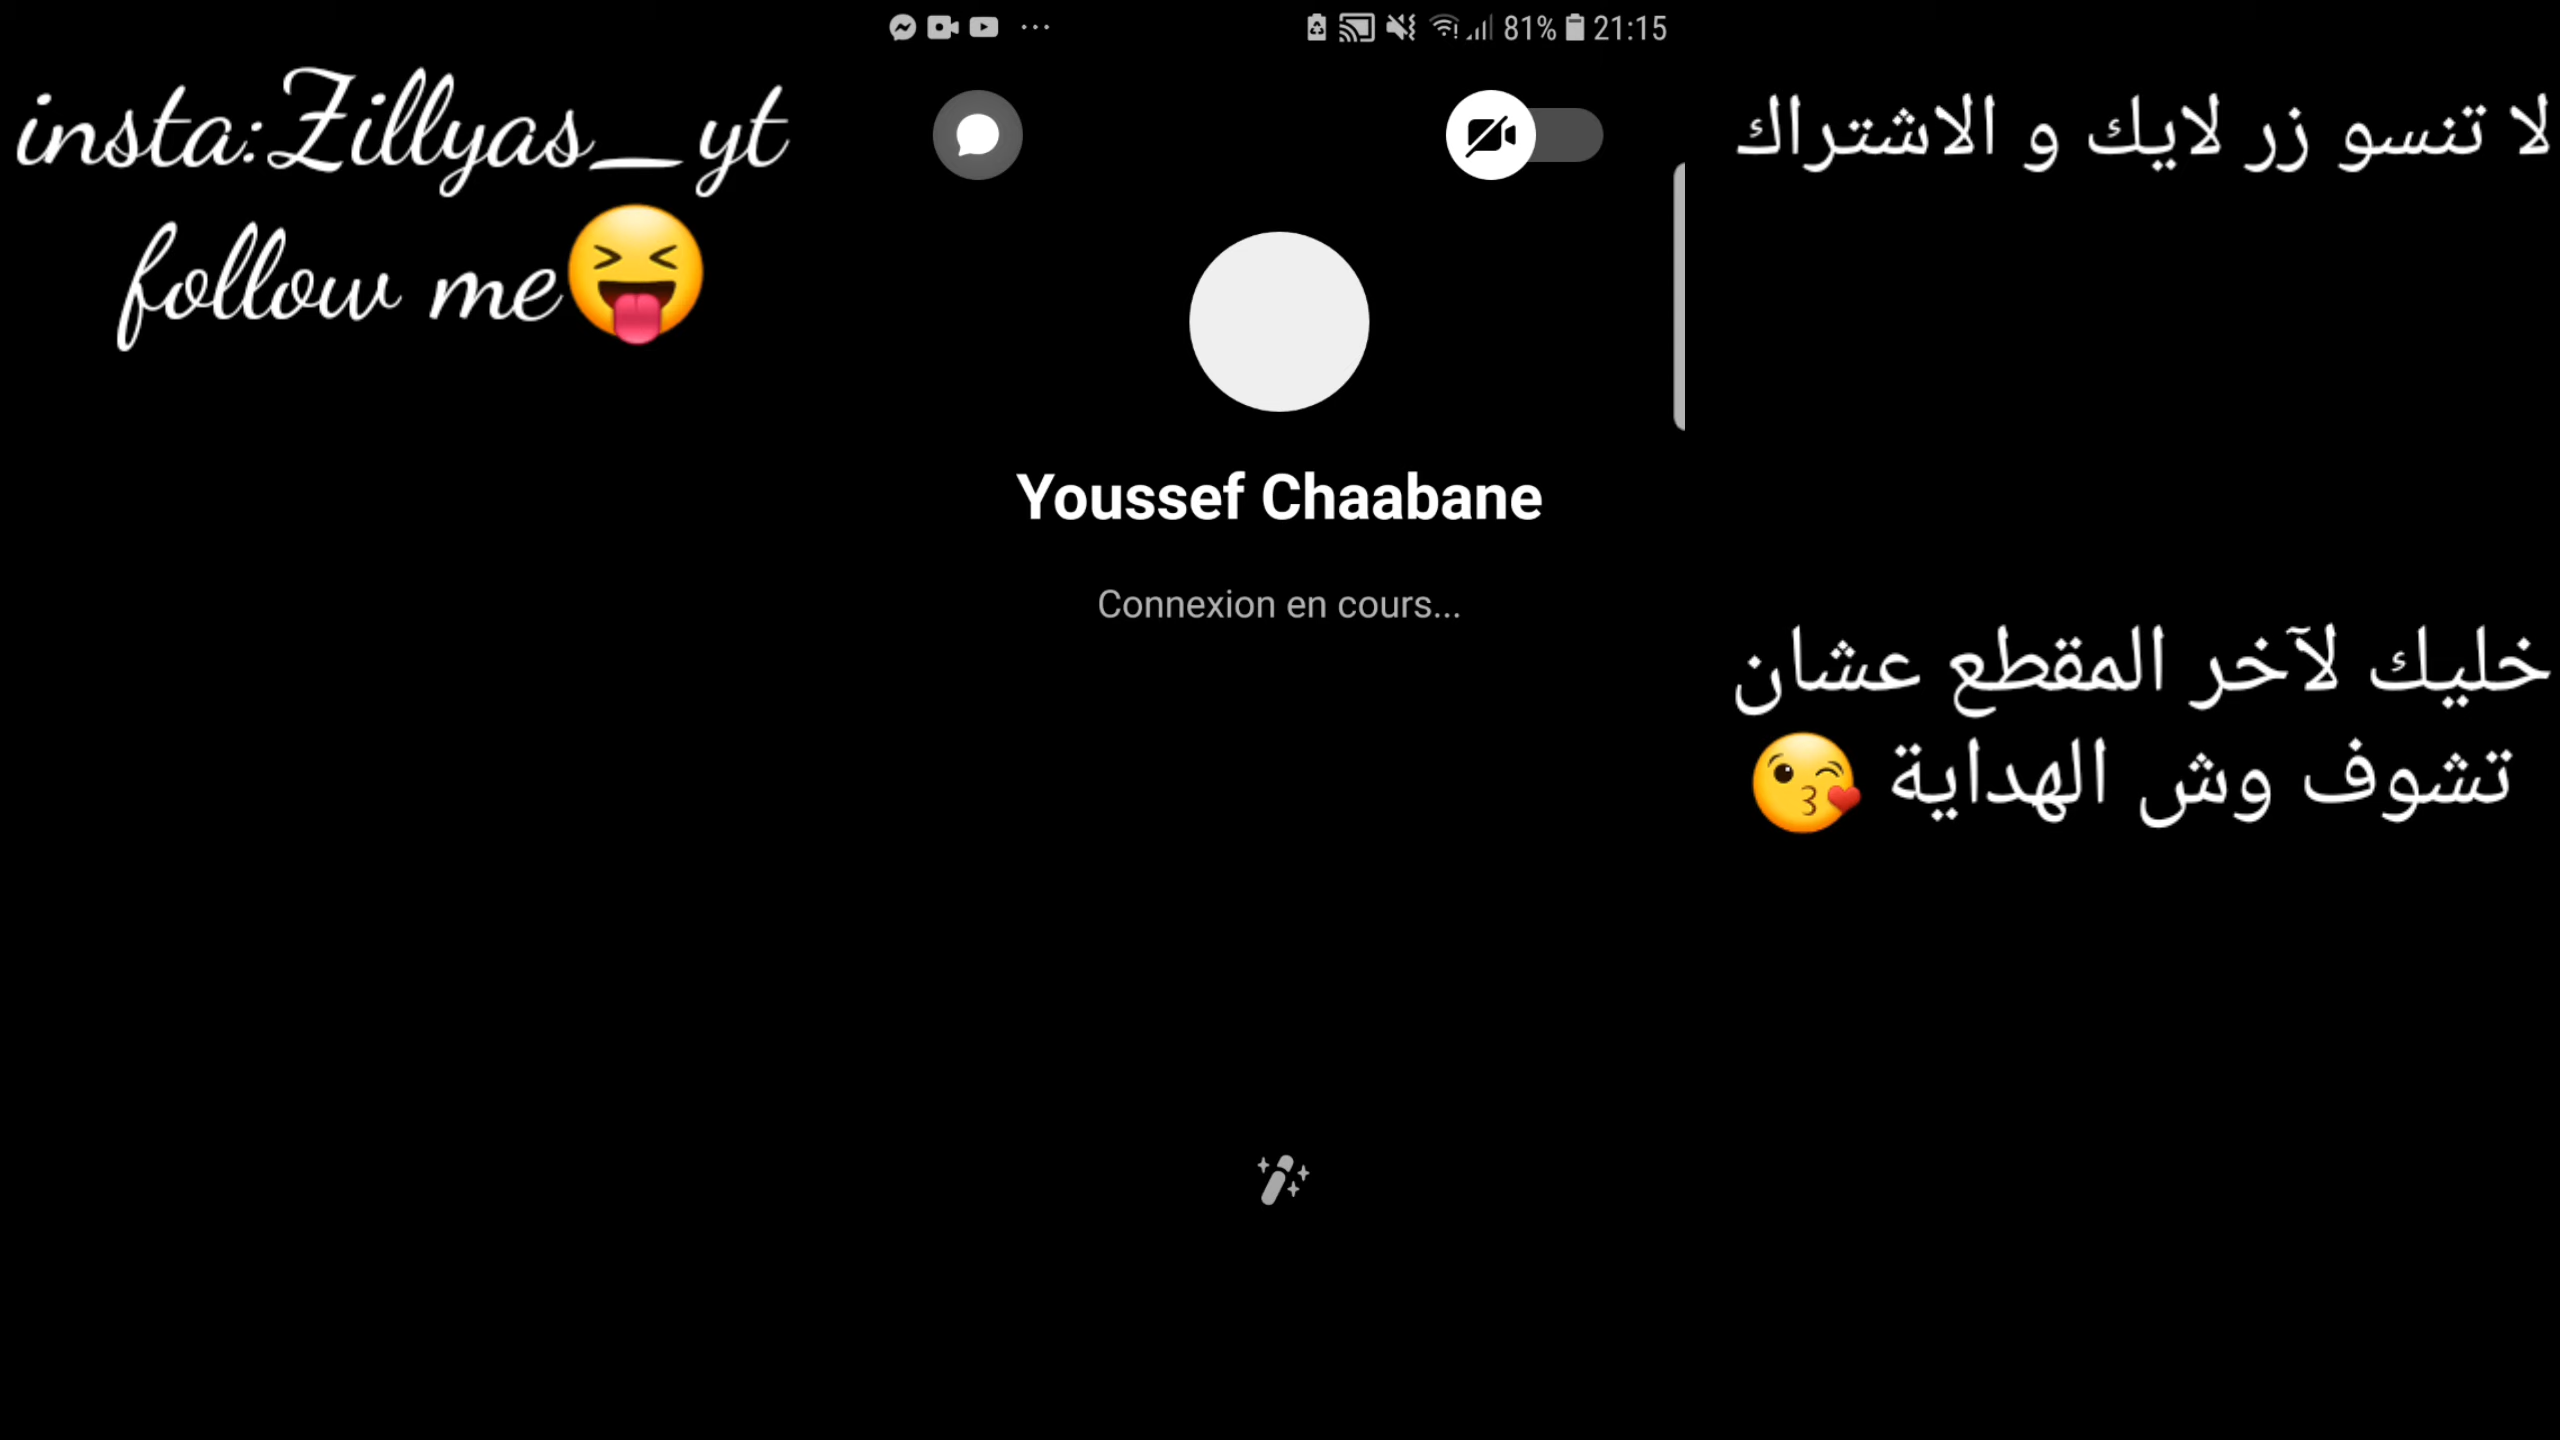 81% 21:15
insta:Zillyas_yt
follow me😝
Youssef Chaabane
Connexion en cours...
لا تنسو زر لايك و الاشتراك
خليك لآخر المقطع عشان
تشوف وش الهداية 😘